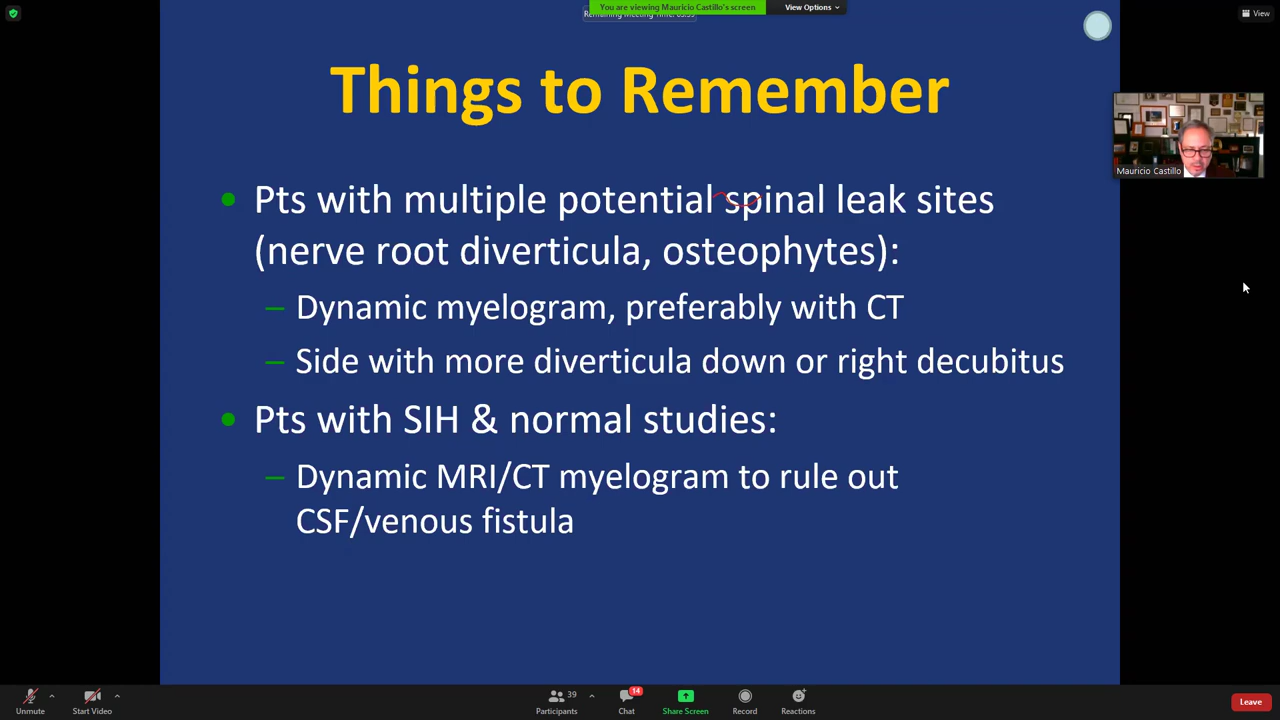 You are viewing Mauricio Castillo's screen
View Options
View
Things to Remember
Mauricio Castillo
Pts with multiple potential spinal leak sites
(nerve root diverticula, osteophytes):
– Dynamic myelogram, preferably with CT
– Side with more diverticula down or right decubitus
Pts with SIH & normal studies:
– Dynamic MRI/CT myelogram to rule out
CSF/venous fistula
39
14
Unmute
Start Video
Participants
Chat
Share Screen
Record
Reactions
Leave